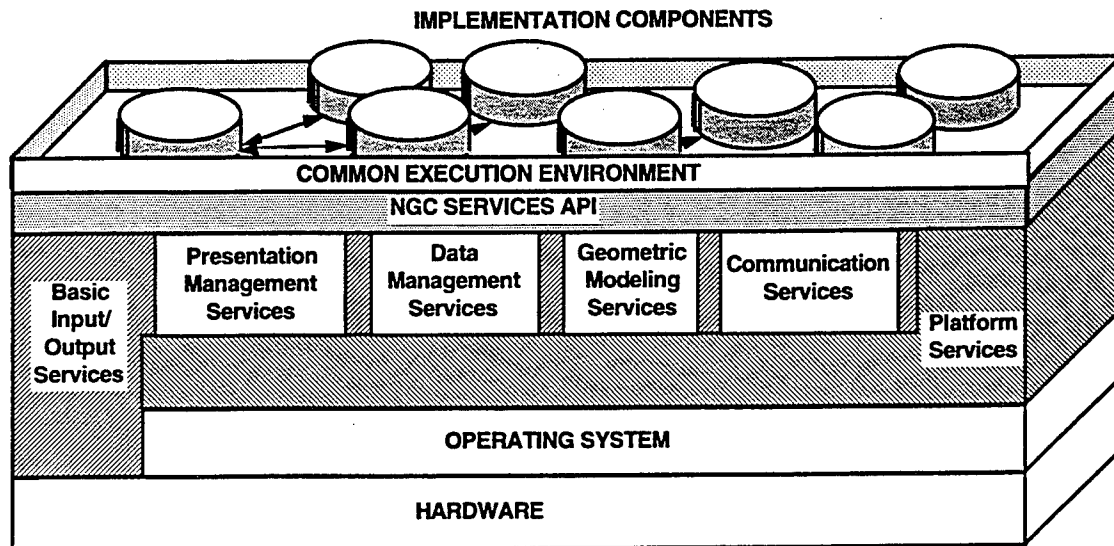 IMPLEMENTATION COMPONENTS
COMMON EXECUTION ENVIRONMENT
NGC SERVICES API
Basic
Input/
Output
Services
Presentation
Management
Services
Data
Management
Services
Geometric
Modeling
Services
Communication
Services
Platform
Services
OPERATING SYSTEM
HARDWARE